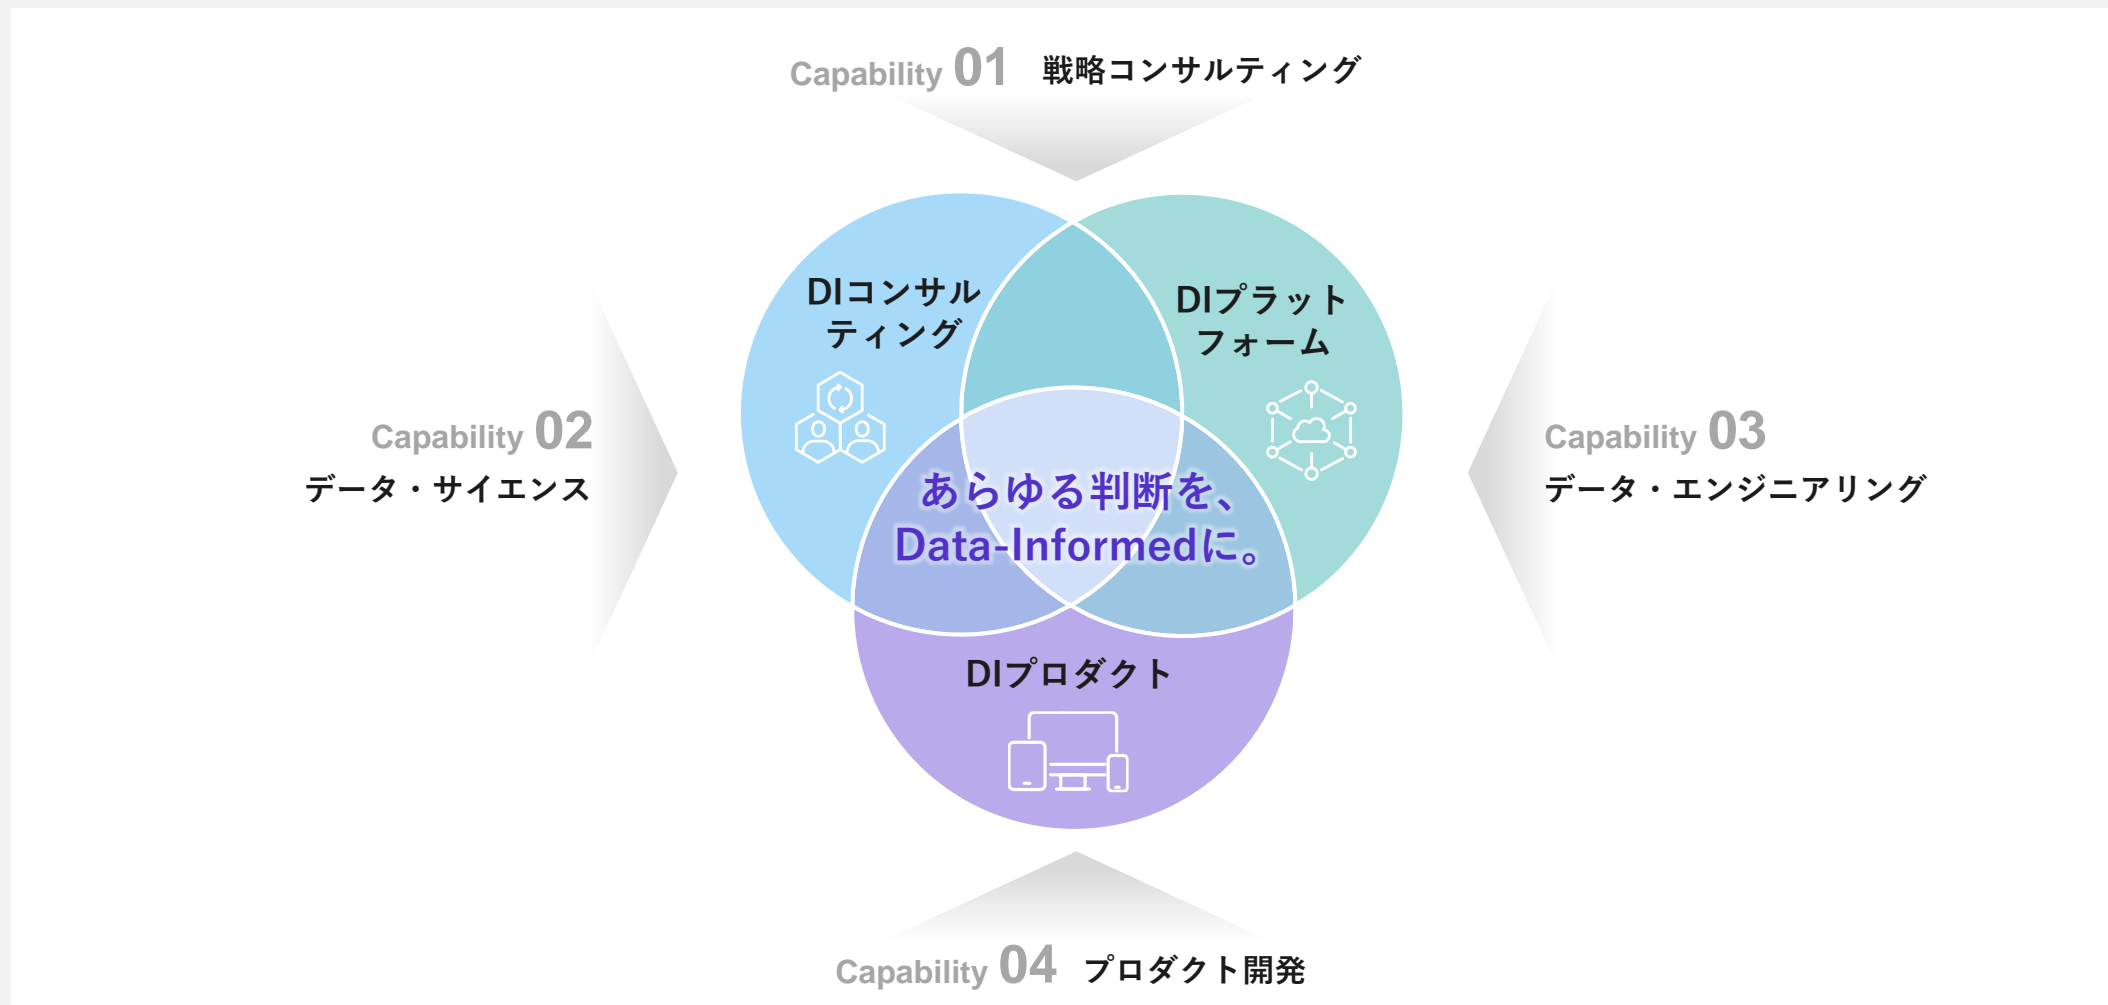 Capability 01 戦略コンサルティング
DIコンサル
ティング
DIプラット
フォーム
Capability 02
データ・サイエンス
Capability 03
データ・エンジニアリング
あらゆる判断を、
Data-Informedに。
DIプロダクト
Capability 04 プロダクト開発